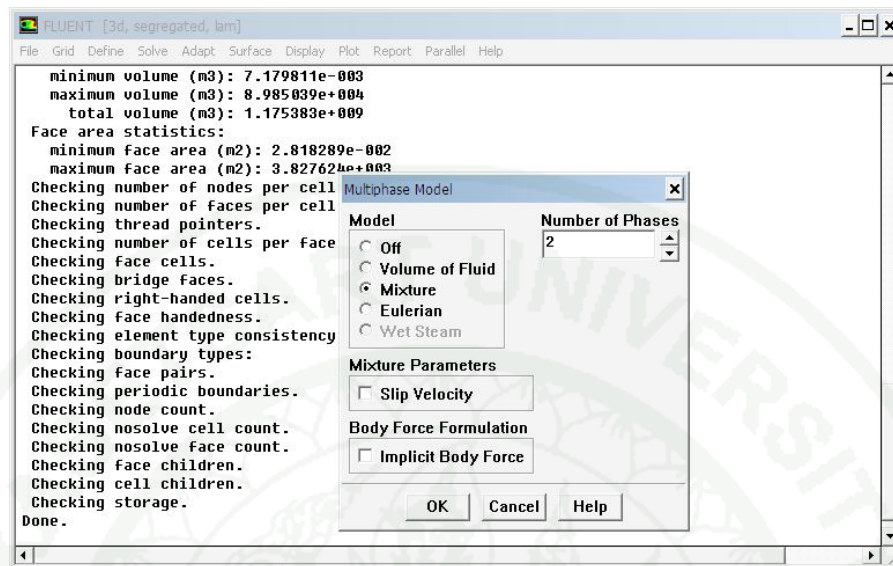 FLUENT [3d, segregated, lam]
File Grid Define Solve Adapt Surface Display Plot Report Parallel Help
minimum volume (m3): 7.179811e-003
maximum volume (m3): 8.985039e+004
total volume (m3): 1.175383e+009
Face area statistics:
minimum face area (m2): 2.818289e-002
maximum face area (m2): 3.827624e+003
Checking number of nodes per cell
Checking number of faces per cell
Checking thread pointers.
Checking number of cells per face
Checking face cells.
Checking bridge faces.
Checking right-handed cells.
Checking face handedness.
Checking element type consistency
Checking boundary types:
Checking face pairs.
Checking periodic boundaries.
Checking node count.
Checking nosolve cell count.
Checking nosolve face count.
Checking face children.
Checking cell children.
Checking storage.
Done.
Multiphase Model
Model
Off
Volume of Fluid
Mixture
Eulerian
Wet Steam
Number of Phases
2
Mixture Parameters
Slip Velocity
Body Force Formulation
Implicit Body Force
OK Cancel Help